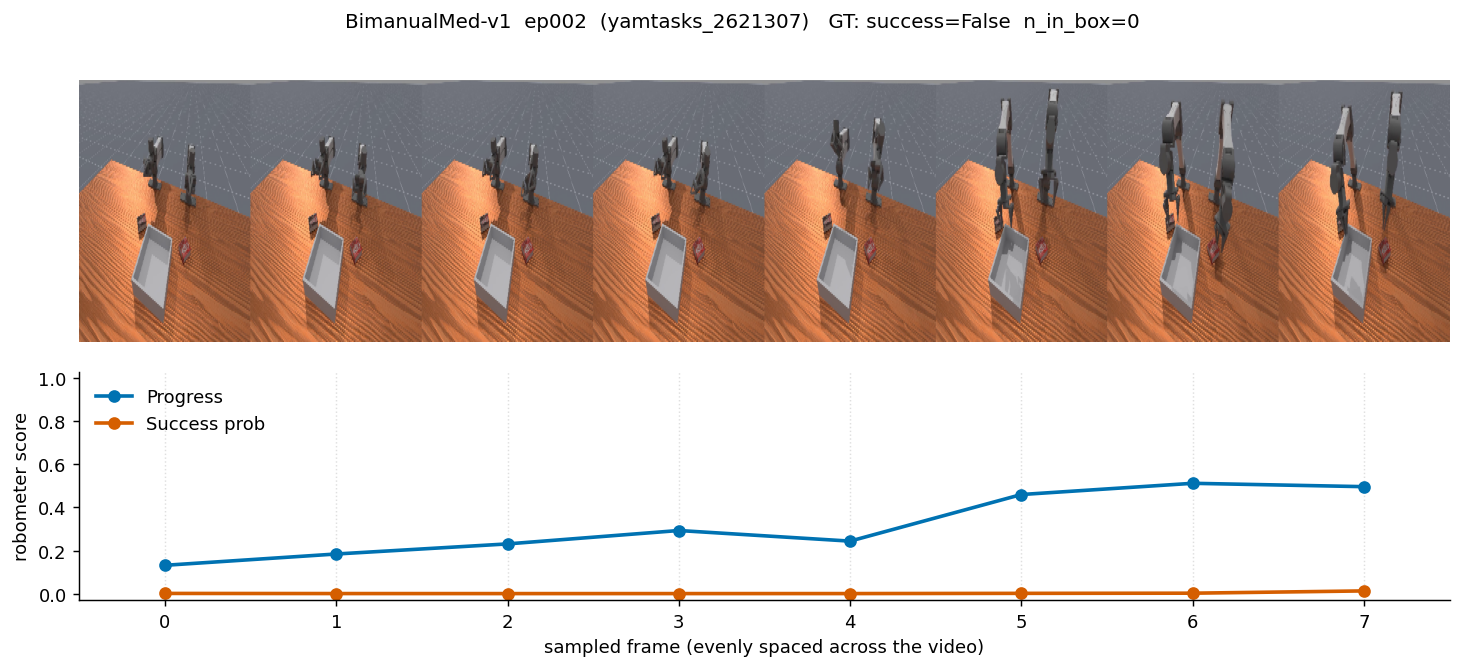 BimanualMed-v1  ep002  (yamtasks_2621307)   GT: success=False  n_in_box=0
1.0
0.8
0.6
0.4
0.2
0.0
robometer score
Progress
Success prob
0 1 2 3 4 5 6 7
sampled frame (evenly spaced across the video)